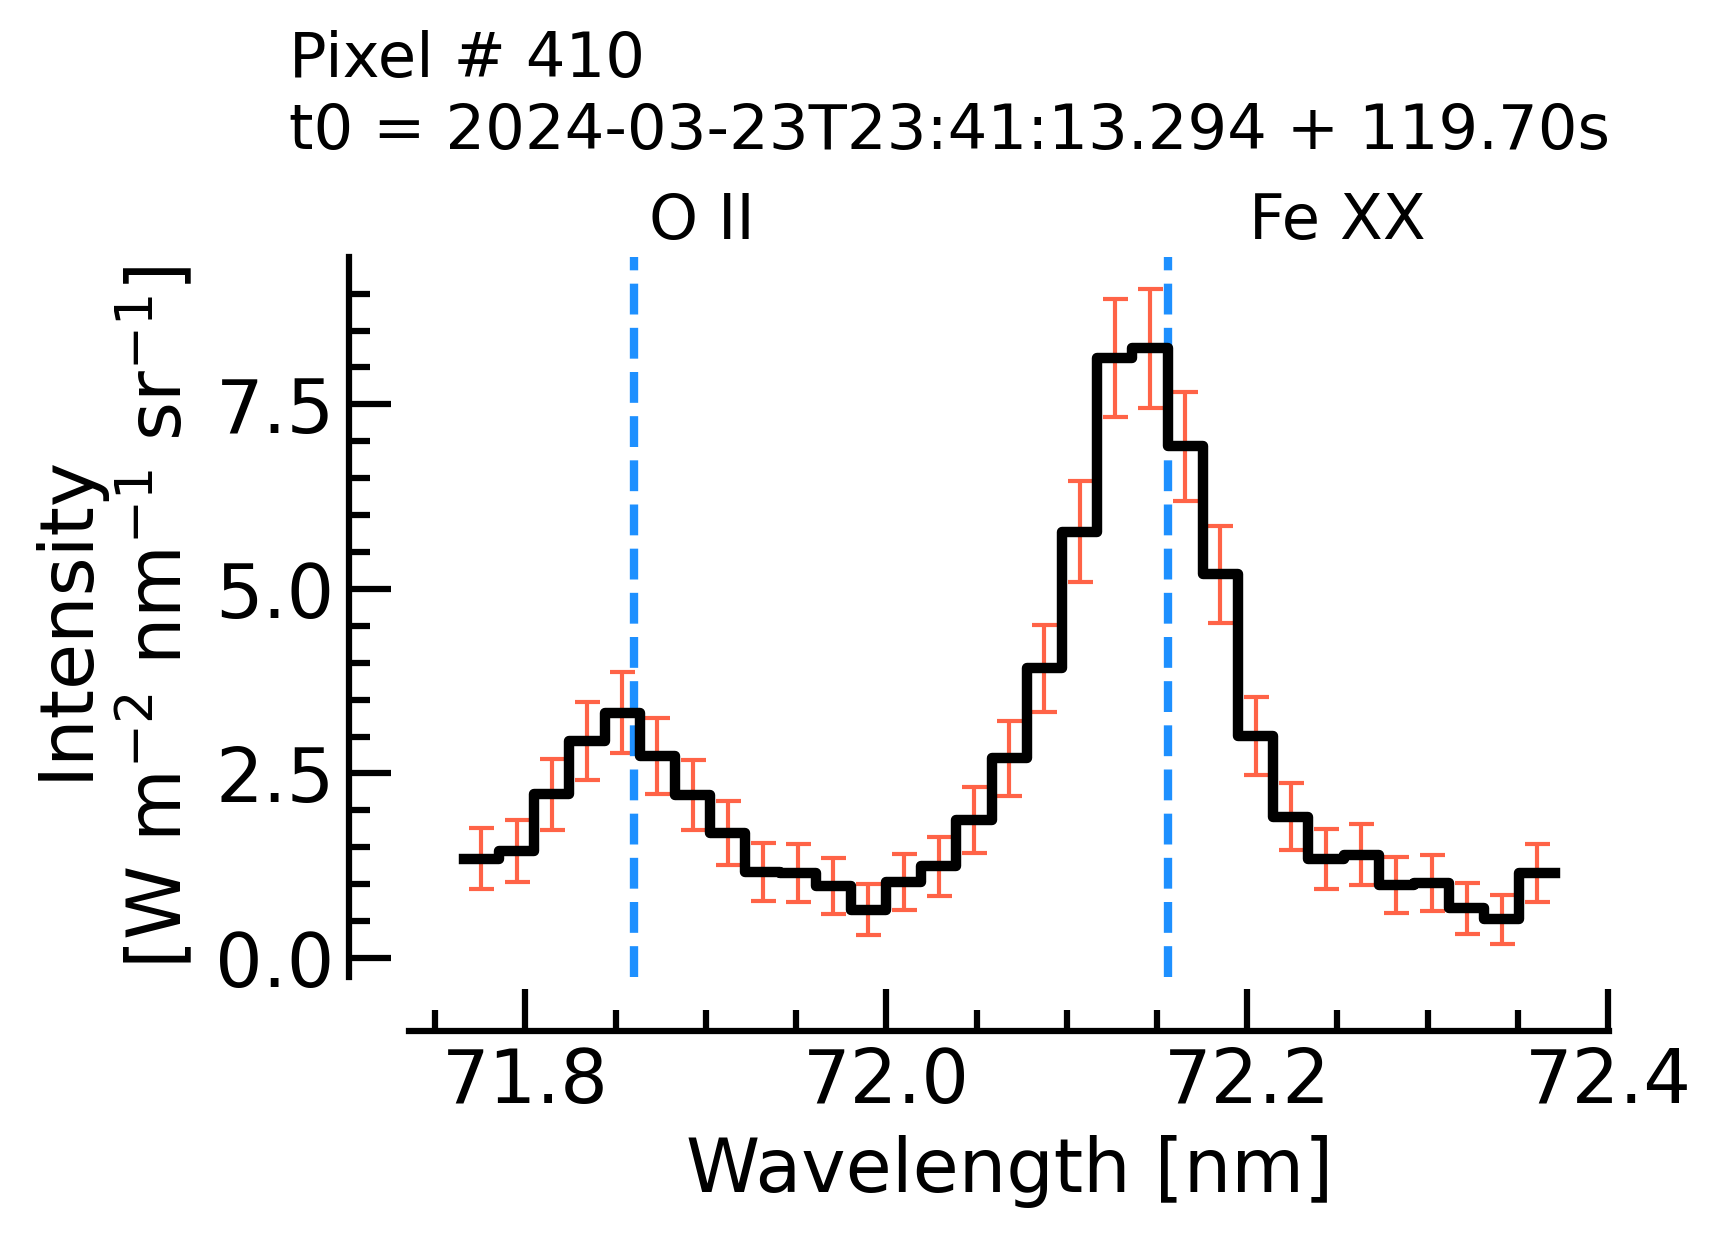 Pixel # 410
t0 = 2024-03-23T23:41:13.294 + 119.70s
O II Fe XX
Intensity
[W m⁻² nm⁻¹ sr⁻¹]
7.5
5.0
2.5
0.0
71.8 72.0 72.2 72.4
Wavelength [nm]